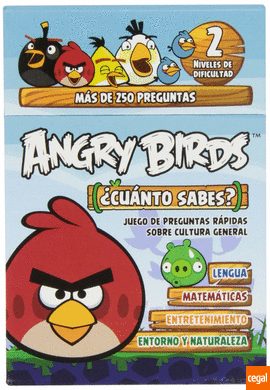 2
NIVELES DE
DIFICULTAD
MÁS DE 250 PREGUNTAS
ANGRY BIRDS™
¿CUÁNTO SABES?
JUEGO DE PREGUNTAS RÁPIDAS
SOBRE CULTURA GENERAL
LENGUA
MATEMÁTICAS
ENTRETENIMIENTO
ENTORNO Y NATURALEZA
cegal